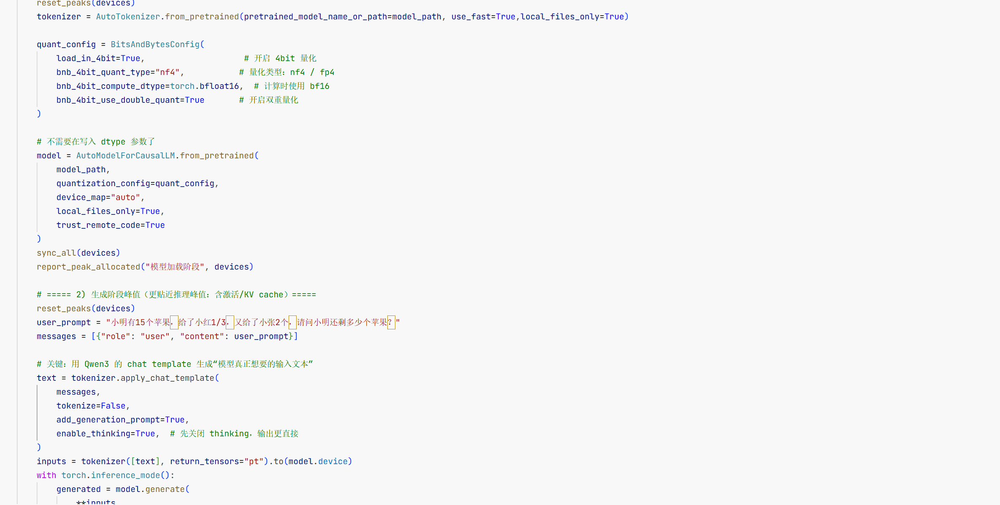 reset_peaks(devices)
tokenizer = AutoTokenizer.from_pretrained(pretrained_model_name_or_path=model_path, use_fast=True,local_files_only=True)
quant_config = BitsAndBytesConfig(
load_in_4bit=True, # 开启 4bit 量化
bnb_4bit_quant_type="nf4", # 量化类型：nf4 / fp4
bnb_4bit_compute_dtype=torch.bfloat16, # 计算时使用 bf16
bnb_4bit_use_double_quant=True # 开启双重量化
)
# 不需要在写入 dtype 参数了
model = AutoModelForCausalLM.from_pretrained(
model_path,
quantization_config=quant_config,
device_map="auto",
local_files_only=True,
trust_remote_code=True
)
sync_all(devices)
report_peak_allocated("模型加载阶段", devices)
# ===== 2) 生成阶段峰值（更贴近推理峰值：含激活/KV cache）=====
reset_peaks(devices)
user_prompt = "小明有15个苹果，给了小红1/3，又给了小张2个，请问小明还剩多少个苹果？"
messages = [{"role": "user", "content": user_prompt}]
# 关键：用 Qwen3 的 chat template 生成“模型真正想要的输入文本”
text = tokenizer.apply_chat_template(
messages,
tokenize=False,
add_generation_prompt=True,
enable_thinking=True, # 先关闭 thinking，输出更直接
)
inputs = tokenizer([text], return_tensors="pt").to(model.device)
with torch.inference_mode():
generated = model.generate(
**inputs